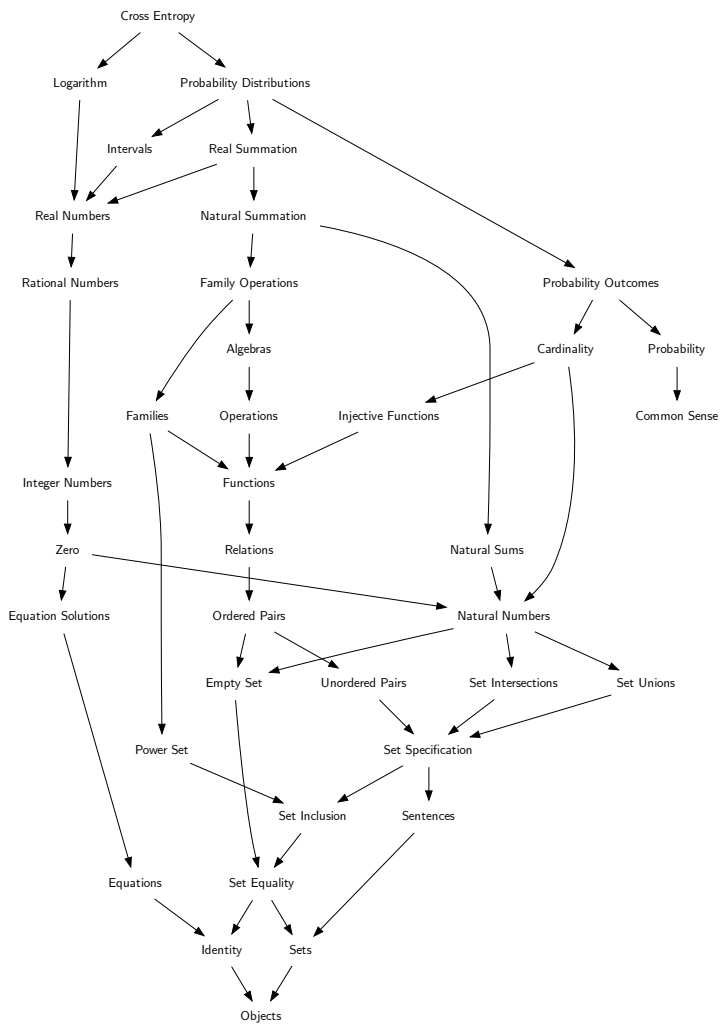 Cross Entropy
Logarithm
Probability Distributions
Intervals
Real Summation
Real Numbers
Natural Summation
Rational Numbers
Family Operations
Probability Outcomes
Algebras
Cardinality
Probability
Families
Operations
Injective Functions
Common Sense
Integer Numbers
Functions
Zero
Relations
Natural Sums
Equation Solutions
Ordered Pairs
Natural Numbers
Empty Set
Unordered Pairs
Set Intersections
Set Unions
Power Set
Set Specification
Set Inclusion
Sentences
Equations
Set Equality
Identity
Sets
Objects